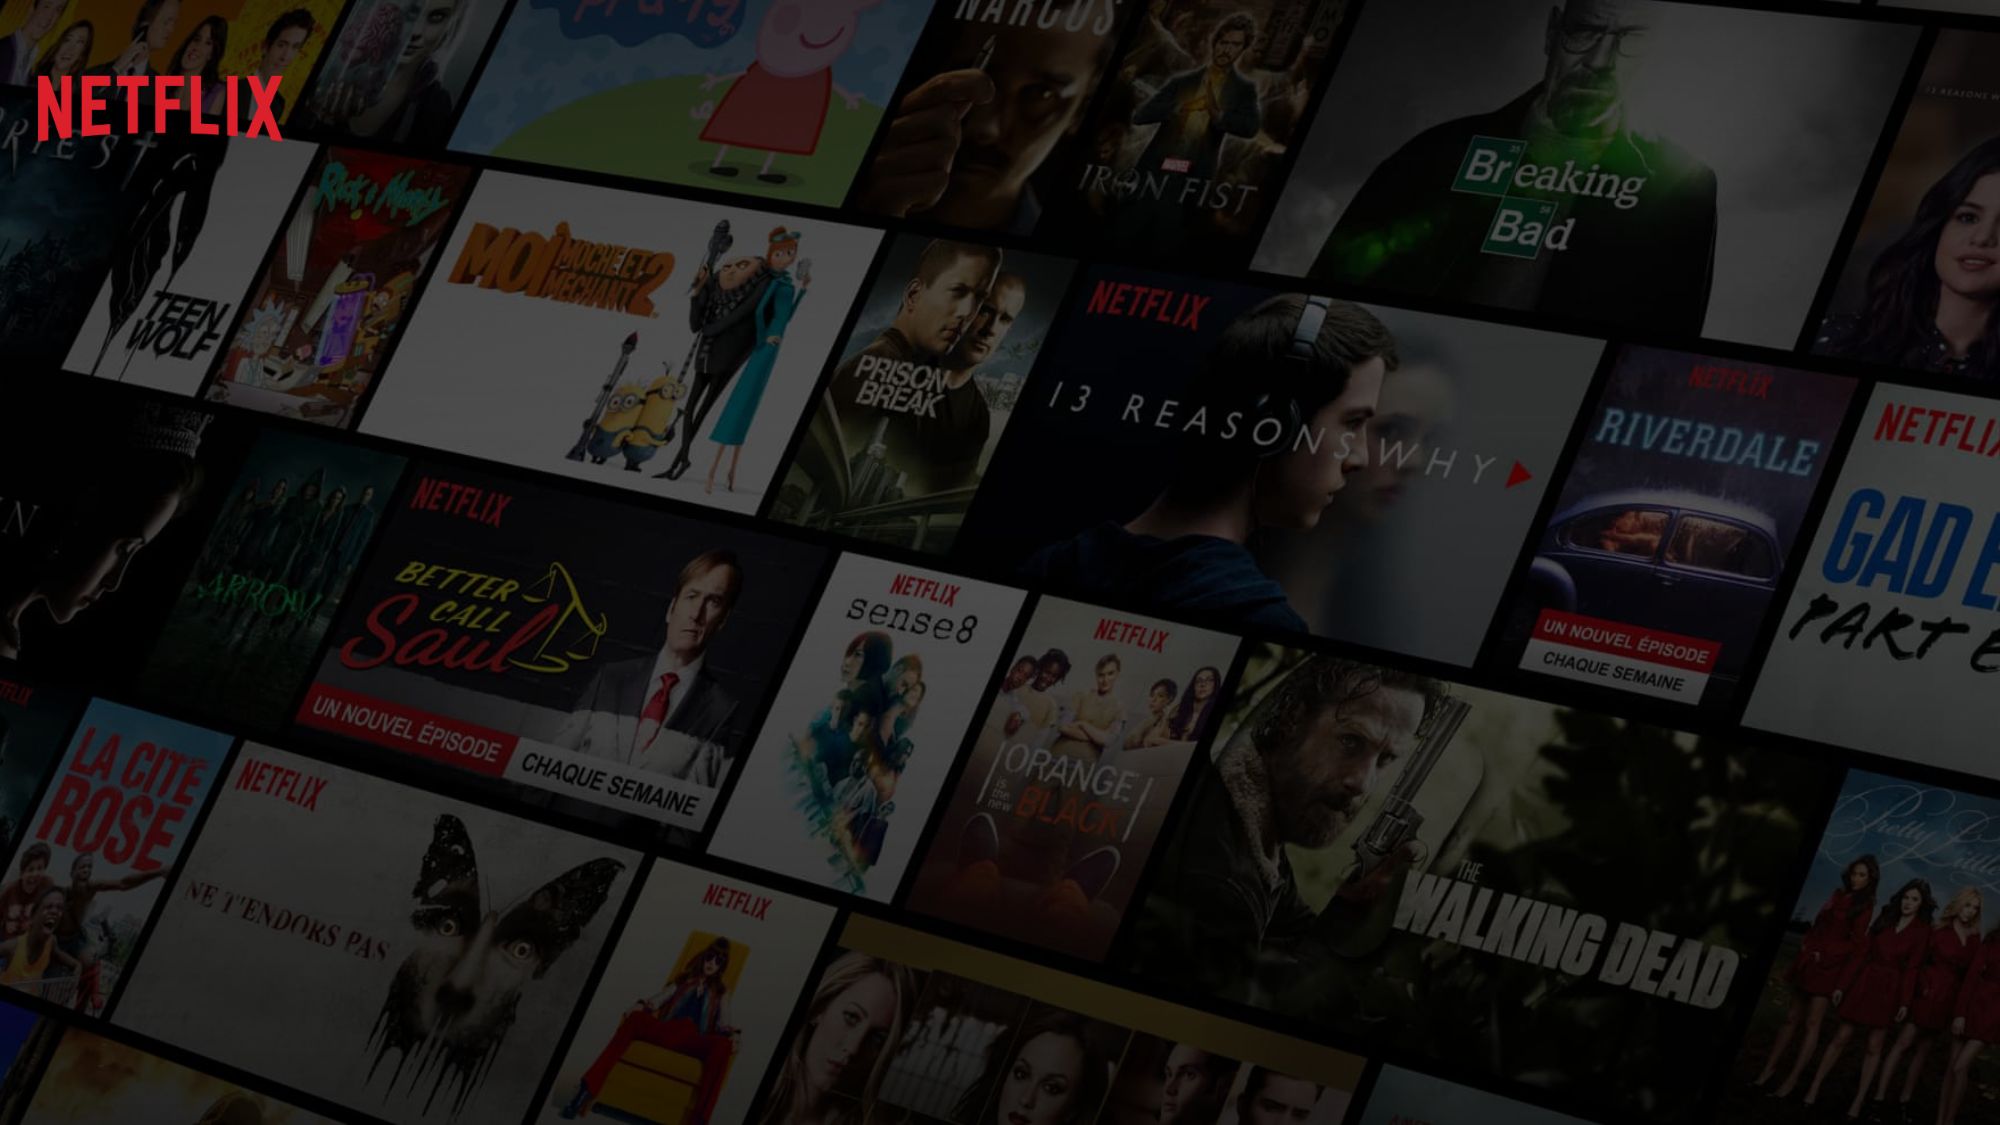 NETFLIX
NARCOS
MARVEL
IRON FIST
Breaking
Bad
TEEN
WOLF
Rick & Morty
MOI
MOCHE ET
MECHANT 2
PRISON
BREAK
NETFLIX
13 REASONS WHY
NETFLIX
RIVERDALE
UN NOUVEL ÉPISODE
CHAQUE SEMAINE
NETFLIX
GAD E
PART E
ARROW
NETFLIX
BETTER
CALL
Saul
UN NOUVEL ÉPISODE
CHAQUE SEMAINE
NETFLIX
sense8
NETFLIX
ORANGE
is the new
BLACK
THE
WALKING DEAD
Pretty Little
LA CITÉ
ROSE
NETFLIX
NE T'ENDORS PAS
NETFLIX